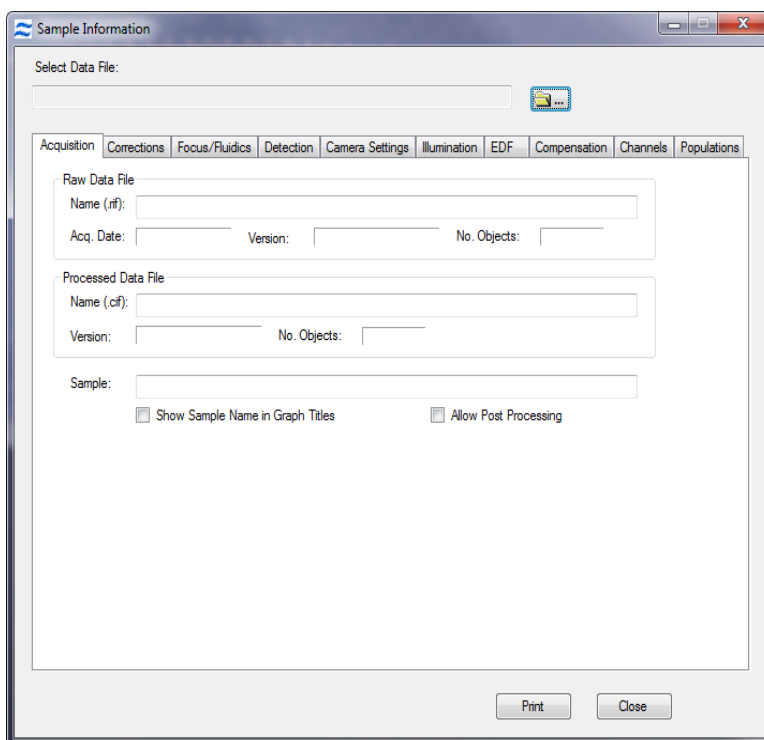 Sample Information
Select Data File:
...
Acquisition Corrections Focus/Fluidics Detection Camera Settings Illumination EDF Compensation Channels Populations
Raw Data File
Name (.rif):
Acq. Date: Version: No. Objects:
Processed Data File
Name (.cif):
Version: No. Objects:
Sample:
Show Sample Name in Graph Titles Allow Post Processing
Print Close